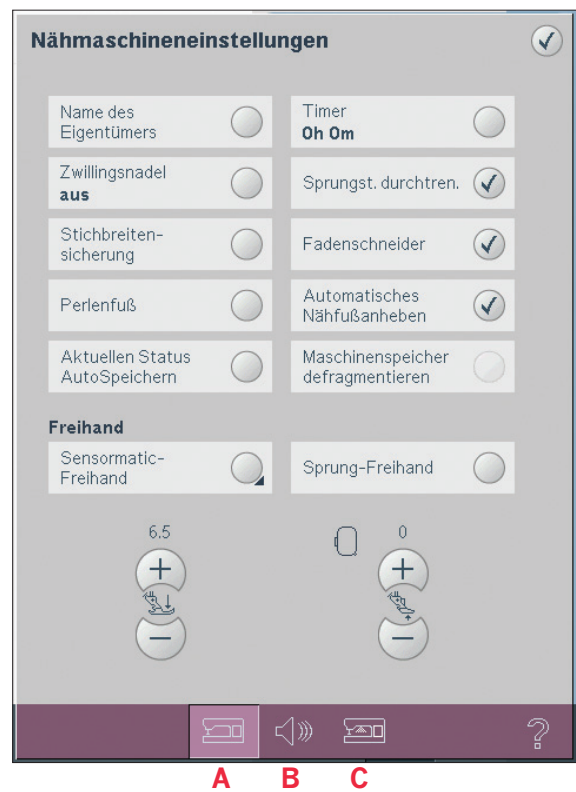 Nähmaschineneinstellungen
Name des
Eigentümers
Timer
0h 0m
Zwillingsnadel
aus
Sprungst. durchtren.
Stichbreiten-
sicherung
Fadenschneider
Perlenfuß
Automatisches
Nähfußanheben
Aktuellen Status
AutoSpeichern
Maschinenspeicher
defragmentieren
Freihand
Sensormatic-
Freihand
Sprung-Freihand
6.5
0
+
+
−
−
?
A B C